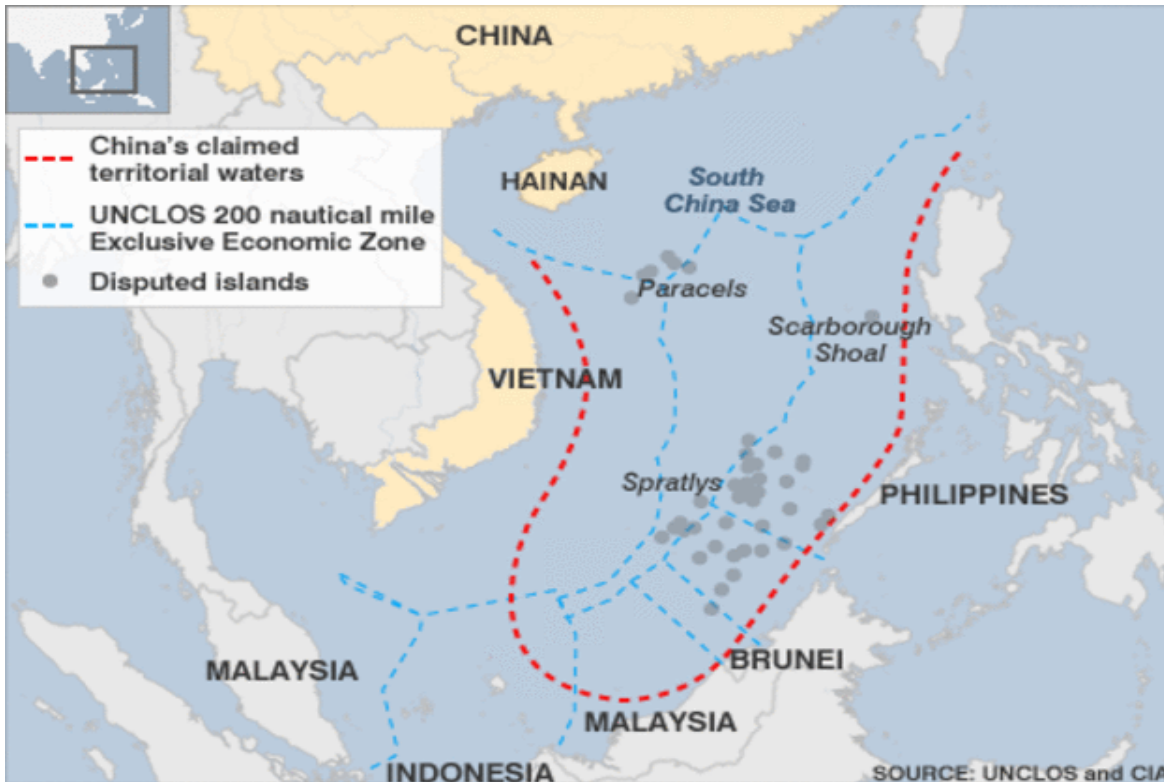 CHINA
China's claimed
territorial waters
UNCLOS 200 nautical mile
Exclusive Economic Zone
Disputed islands
HAINAN
South
China Sea
Paracels
Scarborough
Shoal
VIETNAM
Spratlys
PHILIPPINES
MALAYSIA
BRUNEI
MALAYSIA
INDONESIA
SOURCE: UNCLOS and CIA